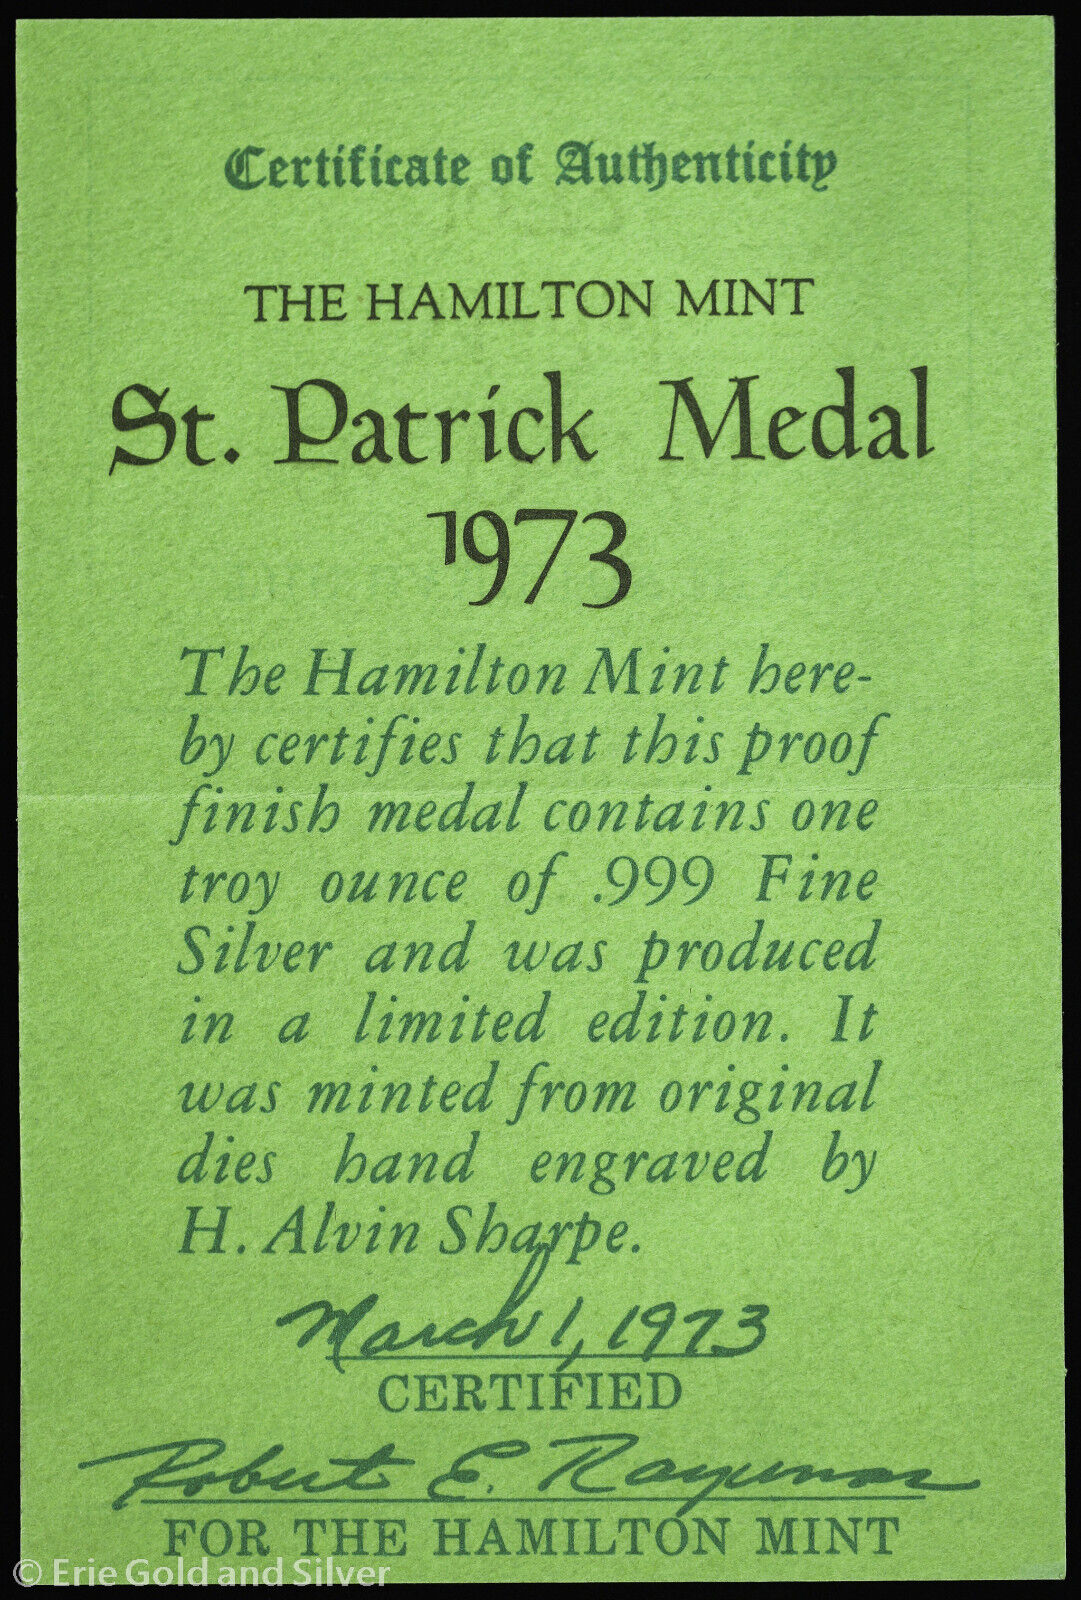 Certificate of Authenticity
THE HAMILTON MINT
St. Patrick Medal
1973
The Hamilton Mint here-
by certifies that this proof
finish medal contains one
troy ounce of .999 Fine
Silver and was produced
in a limited edition. It
was minted from original
dies hand engraved by
H. Alvin Sharpe.
March 1, 1973
CERTIFIED
Robert E.
FOR THE HAMILTON MINT
© Erie Gold and Silver